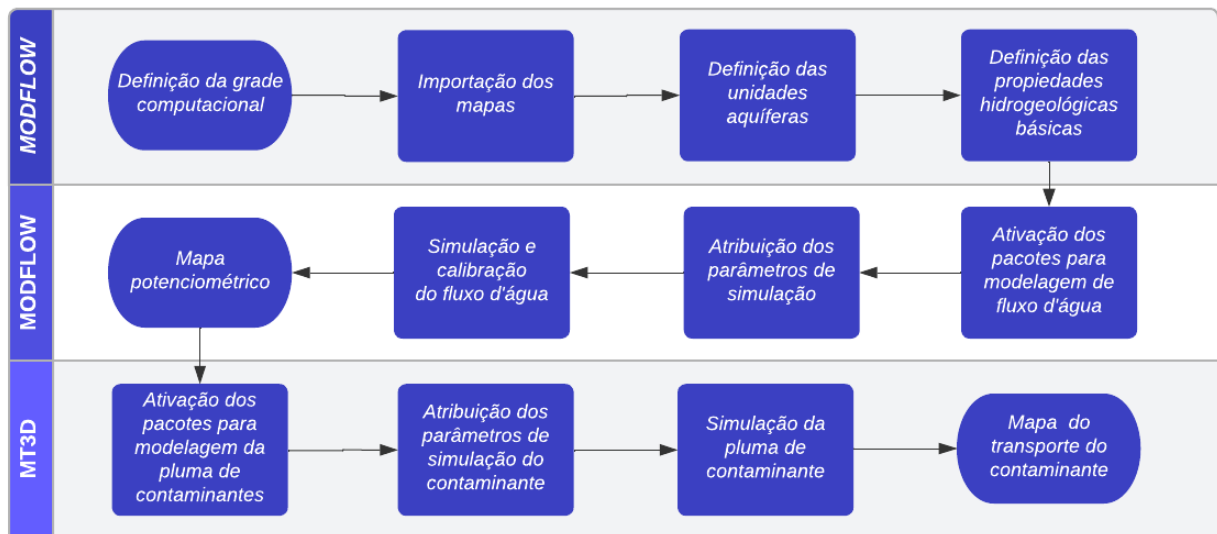 MODFLOW
Definição da grade
computacional
Importação dos
mapas
Definição das
unidades
aquíferas
Definição das
propiedades
hidrogeológicas
básicas
MODFLOW
Mapa
potenciométrico
Simulação e
calibração
do fluxo d'água
Atribuição dos
parâmetros de
simulação
Ativação dos
pacotes para
modelagem de
fluxo d'água
MT3D
Ativação dos
pacotes para
modelagem da
pluma de
contaminantes
Atribuição dos
parâmetros de
simulação do
contaminante
Simulação da
pluma de
contaminante
Mapa do
transporte do
contaminante